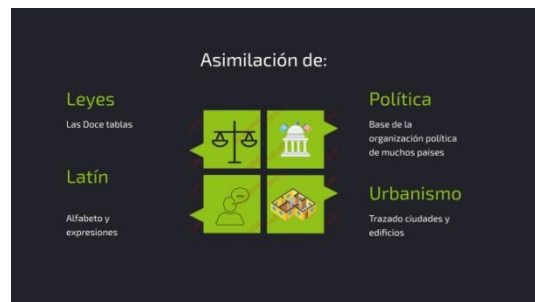 Asimilación de:
Leyes
Las Doce tablas
Latín
Alfabeto y
expresiones
Política
Base de la
organización política
de muchos paises
Urbanismo
Trazado ciudades y
edificios